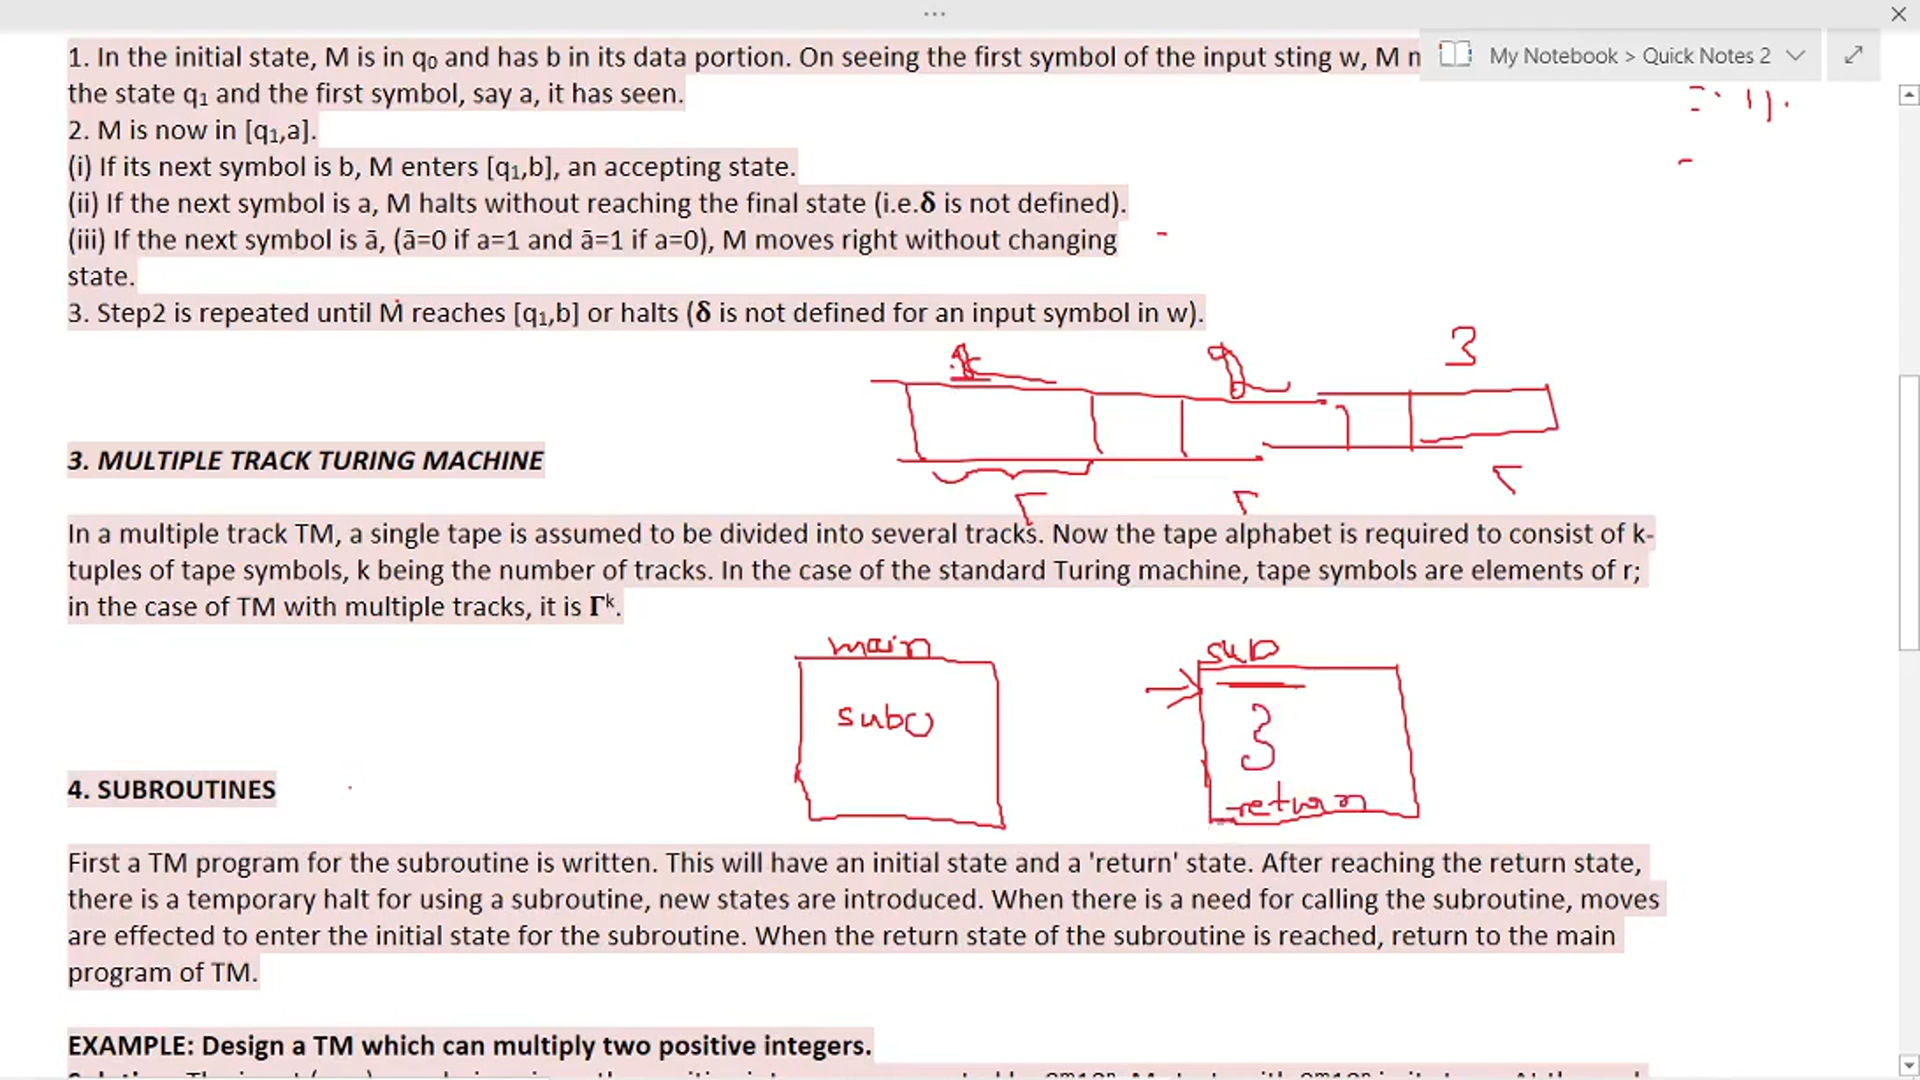 My Notebook > Quick Notes 2
1. In the initial state, M is in q₀ and has b in its data portion. On seeing the first symbol of the input sting w, M
the state q₁ and the first symbol, say a, it has seen.
2. M is now in [q₁,a].
(i) If its next symbol is b, M enters [q₁,b], an accepting state.
(ii) If the next symbol is a, M halts without reaching the final state (i.e.δ is not defined).
(iii) If the next symbol is ā, (ā=0 if a=1 and ā=1 if a=0), M moves right without changing
state.
3. Step2 is repeated until M reaches [q₁,b] or halts (δ is not defined for an input symbol in w).
3
3. MULTIPLE TRACK TURING MACHINE
Γ Γ Γ
In a multiple track TM, a single tape is assumed to be divided into several tracks. Now the tape alphabet is required to consist of k-
tuples of tape symbols, k being the number of tracks. In the case of the standard Turing machine, tape symbols are elements of r;
in the case of TM with multiple tracks, it is Γᵏ.
main
sub
sub()
3
return
4. SUBROUTINES
First a TM program for the subroutine is written. This will have an initial state and a 'return' state. After reaching the return state,
there is a temporary halt for using a subroutine, new states are introduced. When there is a need for calling the subroutine, moves
are effected to enter the initial state for the subroutine. When the return state of the subroutine is reached, return to the main
program of TM.
EXAMPLE: Design a TM which can multiply two positive integers.